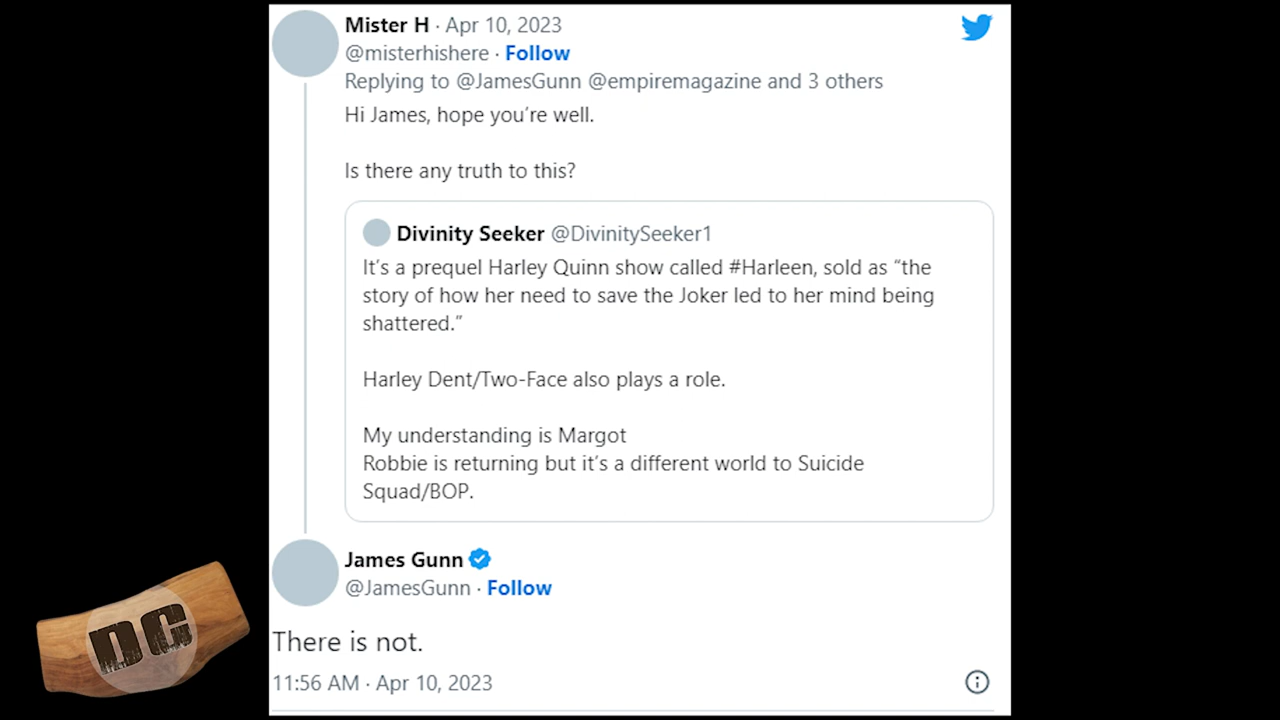 Mister H · Apr 10, 2023
@misterhishere · Follow
Replying to @JamesGunn @empiremagazine and 3 others
Hi James, hope you’re well.
Is there any truth to this?
Divinity Seeker @DivinitySeeker1
It’s a prequel Harley Quinn show called #Harleen, sold as “the
story of how her need to save the Joker led to her mind being
shattered.”
Harley Dent/Two-Face also plays a role.
My understanding is Margot
Robbie is returning but it’s a different world to Suicide
Squad/BOP.
James Gunn
@JamesGunn · Follow
There is not.
11:56 AM · Apr 10, 2023
DC